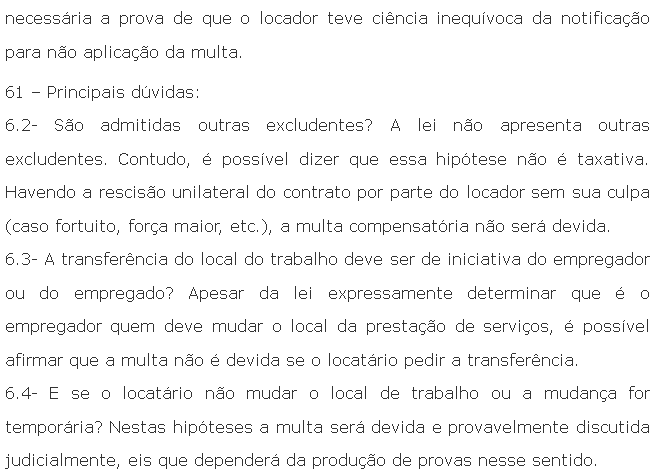 necessária a prova de que o locador teve ciência inequívoca da notificação
para não aplicação da multa.
61 – Principais dúvidas:
6.2- São admitidas outras excludentes? A lei não apresenta outras
excludentes. Contudo, é possível dizer que essa hipótese não é taxativa.
Havendo a rescisão unilateral do contrato por parte do locador sem sua culpa
(caso fortuito, força maior, etc.), a multa compensatória não será devida.
6.3- A transferência do local do trabalho deve ser de iniciativa do empregador
ou do empregado? Apesar da lei expressamente determinar que é o
empregador quem deve mudar o local da prestação de serviços, é possível
afirmar que a multa não é devida se o locatário pedir a transferência.
6.4- E se o locatário não mudar o local de trabalho ou a mudança for
temporária? Nestas hipóteses a multa será devida e provavelmente discutida
judicialmente, eis que dependerá da produção de provas nesse sentido.